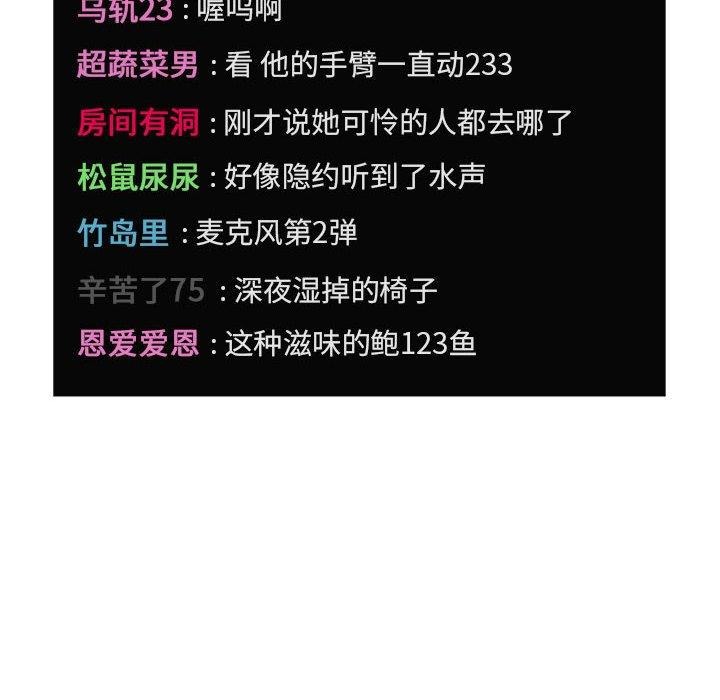 乌轨23 : 喔呜啊
超蔬菜男 : 看 他的手臂一直动233
房间有洞 : 刚才说她可怜的人都去哪了
松鼠尿尿 : 好像隐约听到了水声
竹岛里 : 麦克风第2弹
辛苦了75 : 深夜湿掉的椅子
恩爱爱恩 : 这种滋味的鲍123鱼